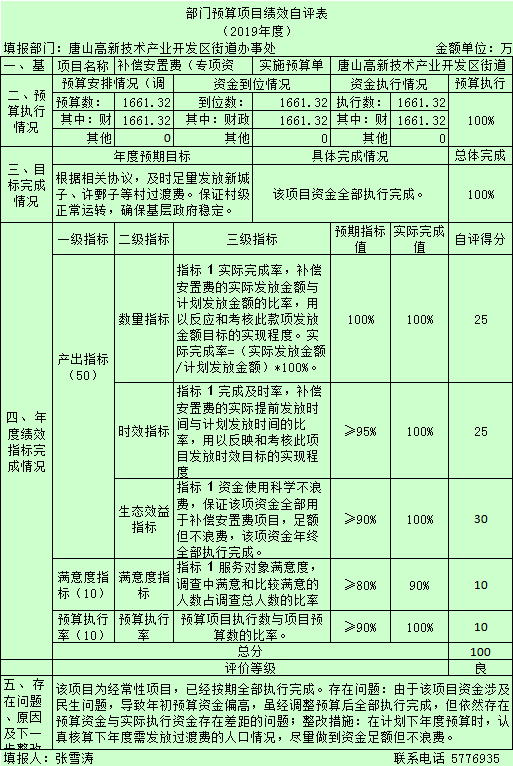 部门预算项目绩效自评表
（2019年度）
填报部门：唐山高新技术产业开发区街道办事处 金额单位：万
一、基 项目名称 补偿安置费（专项资 实施预算单 唐山高新技术产业开发区街道
二、预算执行情况 预算安排情况（调 资金到位情况 资金执行情况 预算执行
预算数： 1661.32 到位数： 1661.32 执行数： 1661.32 100%
其中：财 1661.32 其中：财政 1661.32 其中：财 1661.32
其他 0 其他 0 其他 0
三、目标完成情况 年度预期目标 具体完成情况 总体完成
根据相关协议，及时足量发放新城
子、许野子等村过渡费。保证村级
正常运转，确保基层政府稳定。
该项目资金全部执行完成。 100%
四、年度绩效指标完成情况
一级指标 二级指标 三级指标 预期指标值 实际完成值 自评得分
产出指标（50）
数量指标
指标1实际完成率，补偿
安置费的实际发放金额与
计划发放金额的比率，用
以反应和考核此款项发放
金额目标的实现程度。实
际完成率=（实际发放金额
/计划发放金额）*100%。
100% 100% 25
时效指标
指标1完成及时率，补偿
安置费的实际提前发放时
间与计划发放时间的比
率，用以反映和考核此项
目发放时效目标的实现程
度
≥95% 100% 25
生态效益指标
指标1资金使用科学不浪
费，保证该项资金全部用
于补偿安置费项目，足额
但不浪费，该项资金年终
全部执行完成。
≥90% 100% 30
满意度指标（10） 满意度指标
指标1服务对象满意度，
调查中满意和比较满意的
人数占调查总人数的比率
≥80% 90% 10
预算执行率（10） 预算执行率
预算项目执行数与项目预
算数的比率。
≥90% 100% 10
总分 100
评价等级 良
五、存在问题、原因及下一步整改
该项目为经常性项目，已经按期全部执行完成。存在问题：由于该项目资金涉及
民生问题，导致年初预算资金偏高，虽经调整预算后全部执行完成，但依然存在
预算资金与实际执行资金存在差距的问题；整改措施：在计划下年度预算时，认
真核算下年度需发放过渡费的人口情况，尽量做到资金足额但不浪费。
填报人：张雪涛 联系电话 5776935